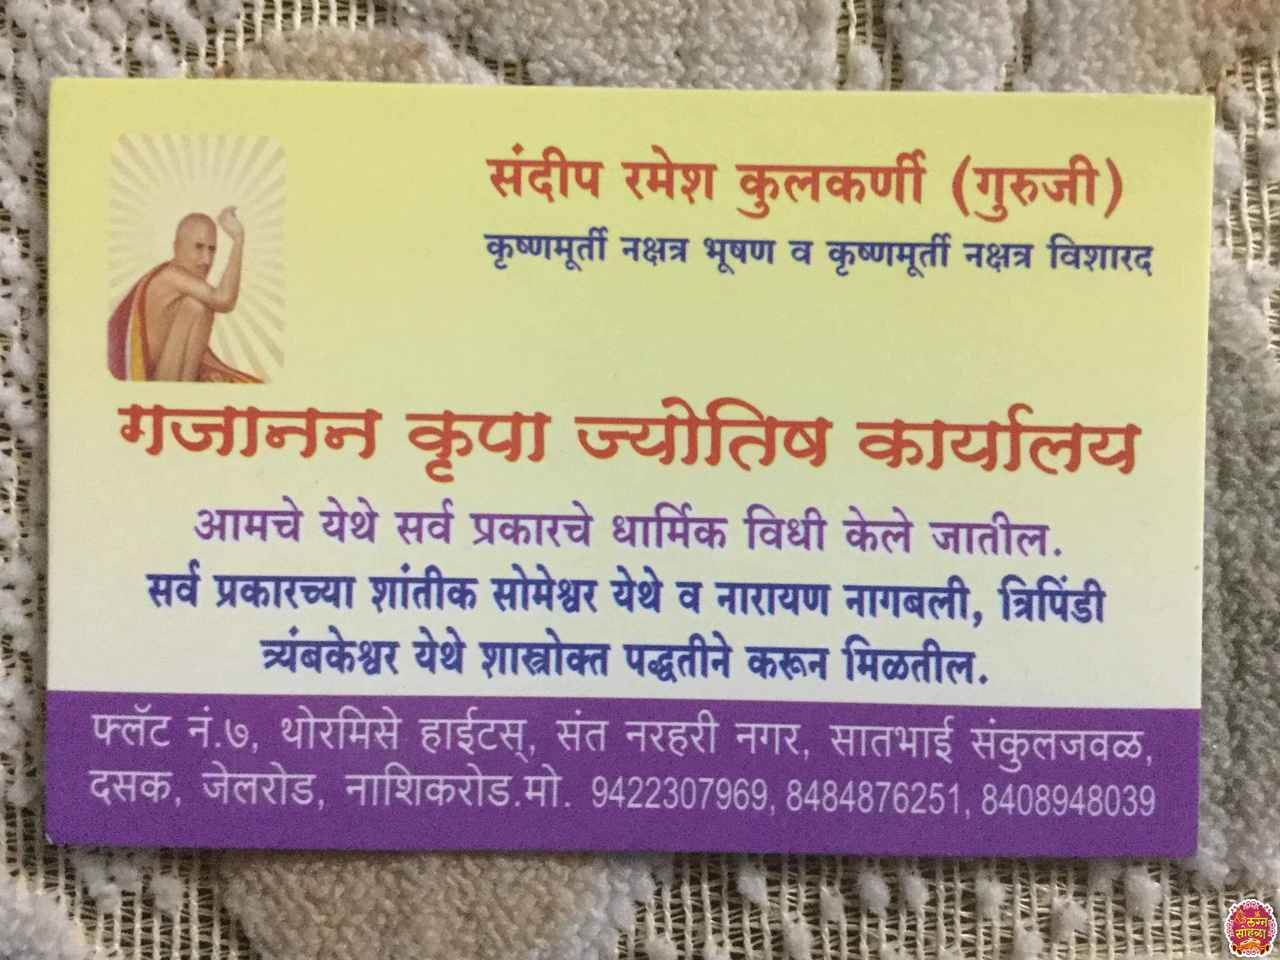 संदीप रमेश कुलकर्णी (गुरुजी)
कृष्णमूर्ती नक्षत्र भूषण व कृष्णमूर्ती नक्षत्र विशारद
गजानन कृपा ज्योतिष कार्यालय
आमचे येथे सर्व प्रकारचे धार्मिक विधी केले जातील.
सर्व प्रकारच्या शांतीक सोमेश्वर येथे व नारायण नागबली, त्रिपिंडी
त्र्यंबकेश्वर येथे शास्त्रोक्त पद्धतीने करून मिळतील.
फ्लॅट नं.७, थोरमिसे हाईटस्, संत नरहरी नगर, सातभाई संकुलजवळ,
दसक, जेलरोड, नाशिकरोड.मो. 9422307969, 8484876251, 8408948039
लग्न
सोहळा